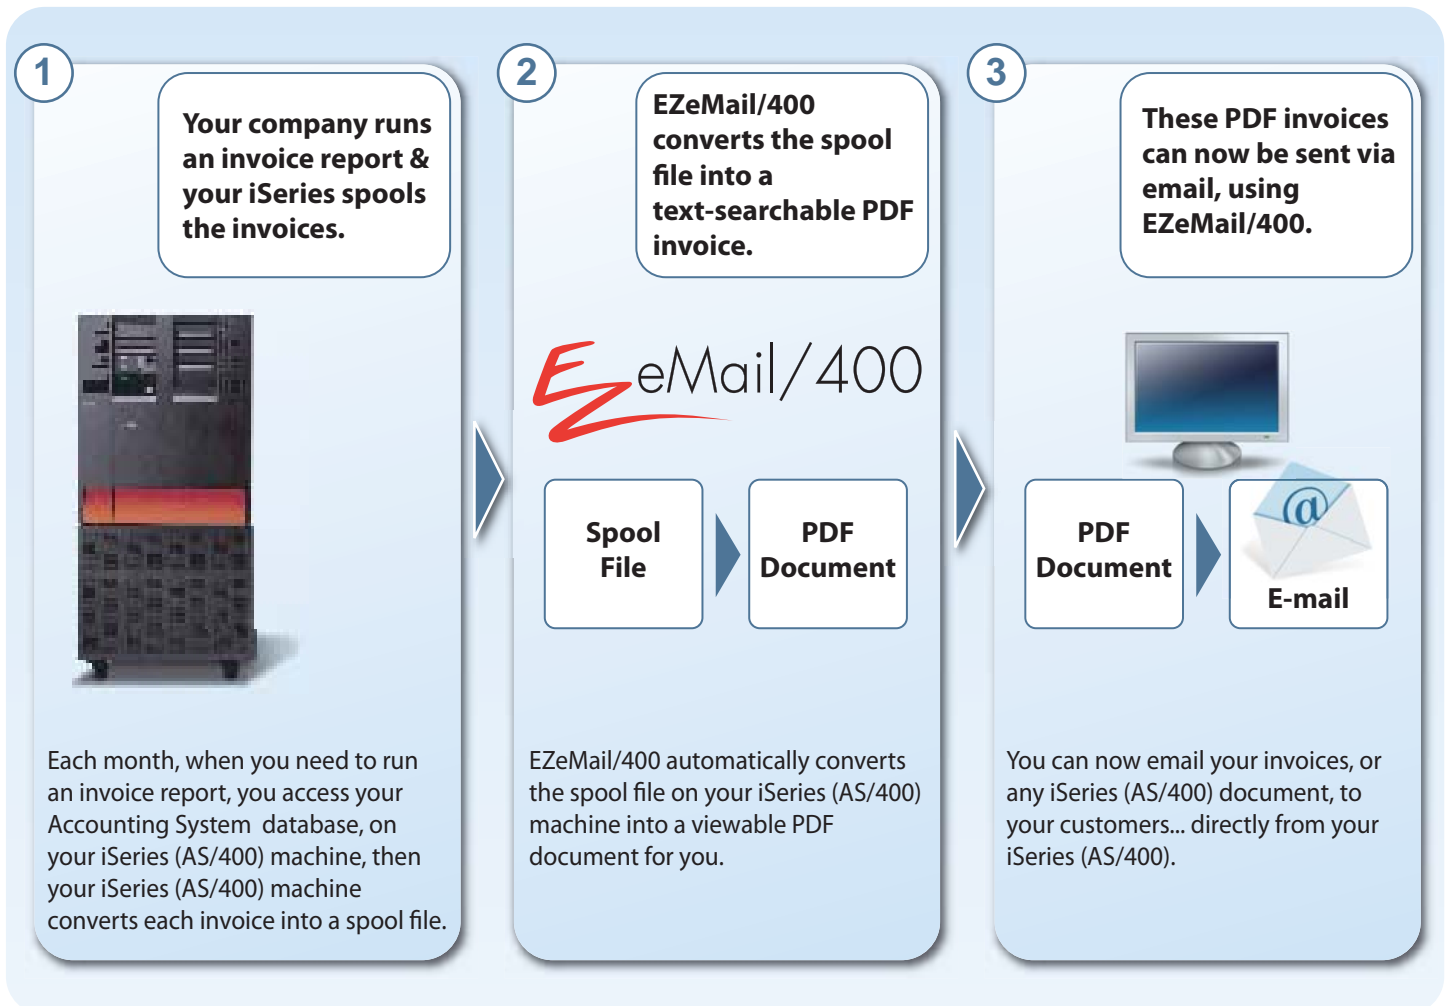 1
Your company runs
an invoice report &
your iSeries spools
the invoices.
Each month, when you need to run
an invoice report, you access your
Accounting System database, on
your iSeries (AS/400) machine, then
your iSeries (AS/400) machine
converts each invoice into a spool file.
2
EZeMail/400
converts the spool
file into a
text-searchable PDF
invoice.
EZeMail/400
Spool
File
PDF
Document
EZeMail/400 automatically converts
the spool file on your iSeries (AS/400)
machine into a viewable PDF
document for you.
3
These PDF invoices
can now be sent via
email, using
EZeMail/400.
PDF
Document
@
E-mail
You can now email your invoices, or
any iSeries (AS/400) document, to
your customers... directly from your
iSeries (AS/400).